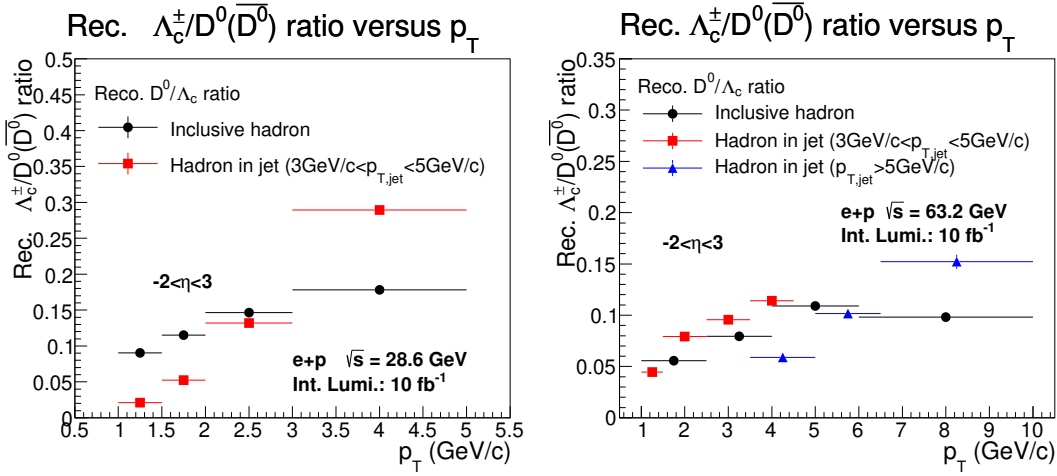 Rec. Λc±/D⁰(D̅⁰) ratio versus pT
Rec. Λc±/D⁰(D̅⁰) ratio
0.5
0.45
0.4
0.35
0.3
0.25
0.2
0.15
0.1
0.05
0
Reco. D⁰/Λc ratio
Inclusive hadron
Hadron in jet (3GeV/c<pT,jet<5GeV/c)
-2<η<3
e+p √s = 28.6 GeV
Int. Lumi.: 10 fb⁻¹
0.5 1 1.5 2 2.5 3 3.5 4 4.5 5 5.5
pT (GeV/c)
Rec. Λc±/D⁰(D̅⁰) ratio versus pT
Rec. Λc±/D⁰(D̅⁰) ratio
0.35
0.3
0.25
0.2
0.15
0.1
0.05
0
Reco. D⁰/Λc ratio
Inclusive hadron
Hadron in jet (3GeV/c<pT,jet<5GeV/c)
Hadron in jet (pT,jet>5GeV/c)
e+p √s = 63.2 GeV
Int. Lumi.: 10 fb⁻¹
-2<η<3
1 2 3 4 5 6 7 8 9 10
pT (GeV/c)